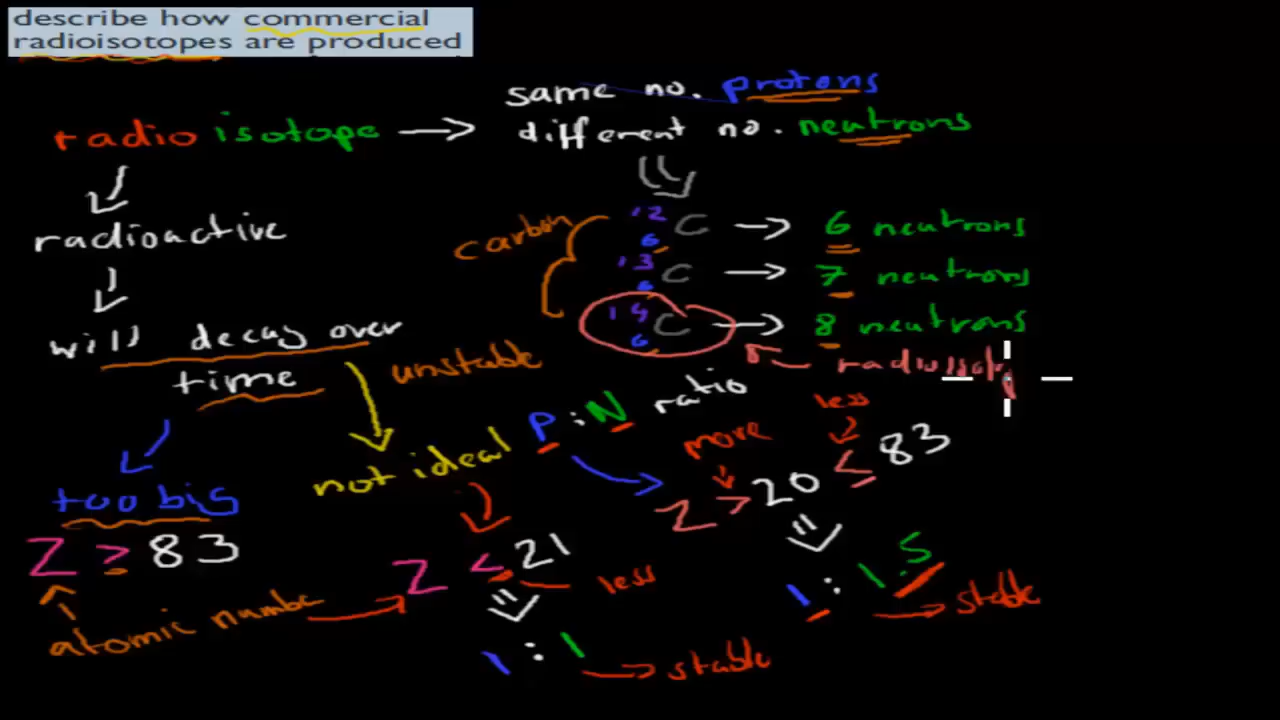 describe how commercial
radioisotopes are produced
same no. protons
radio isotope → different no. neutrons
radioactive
carbon
12 6 C → 6 neutrons
13 6 C → 7 neutrons
14 6 C → 8 neutrons
will decay over
time
unstable
too big
not ideal P:N ratio
more
less
Z ≥ 83
Z < 21
less
Z > 20 ≤ 83
atomic number
1:1 → stable
1:1.5 → stable